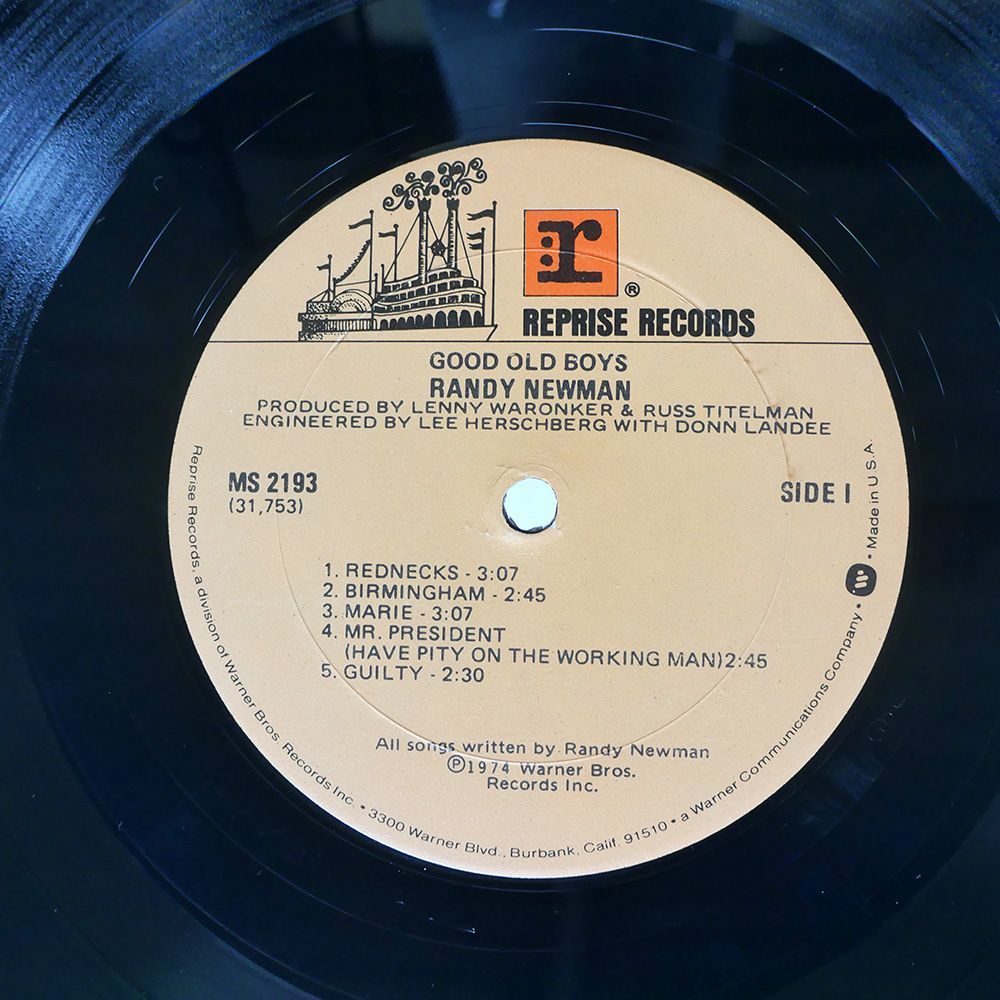 r
®
REPRISE RECORDS
GOOD OLD BOYS
RANDY NEWMAN
PRODUCED BY LENNY WARONKER & RUSS TITELMAN
ENGINEERED BY LEE HERSCHBERG WITH DONN LANDEE
MS 2193
(31,753)
SIDE 1
1. REDNECKS - 3:07
2. BIRMINGHAM - 2:45
3. MARIE - 3:07
4. MR. PRESIDENT
(HAVE PITY ON THE WORKING MAN)2:45
5. GUILTY - 2:30
All songs written by Randy Newman
℗1974 Warner Bros.
Records Inc.
Reprise Records, a division of Warner Bros. Records Inc. • 3300 Warner Blvd., Burbank, Calif. 91510 • a Warner Communications Company • W • Made in U.S.A.